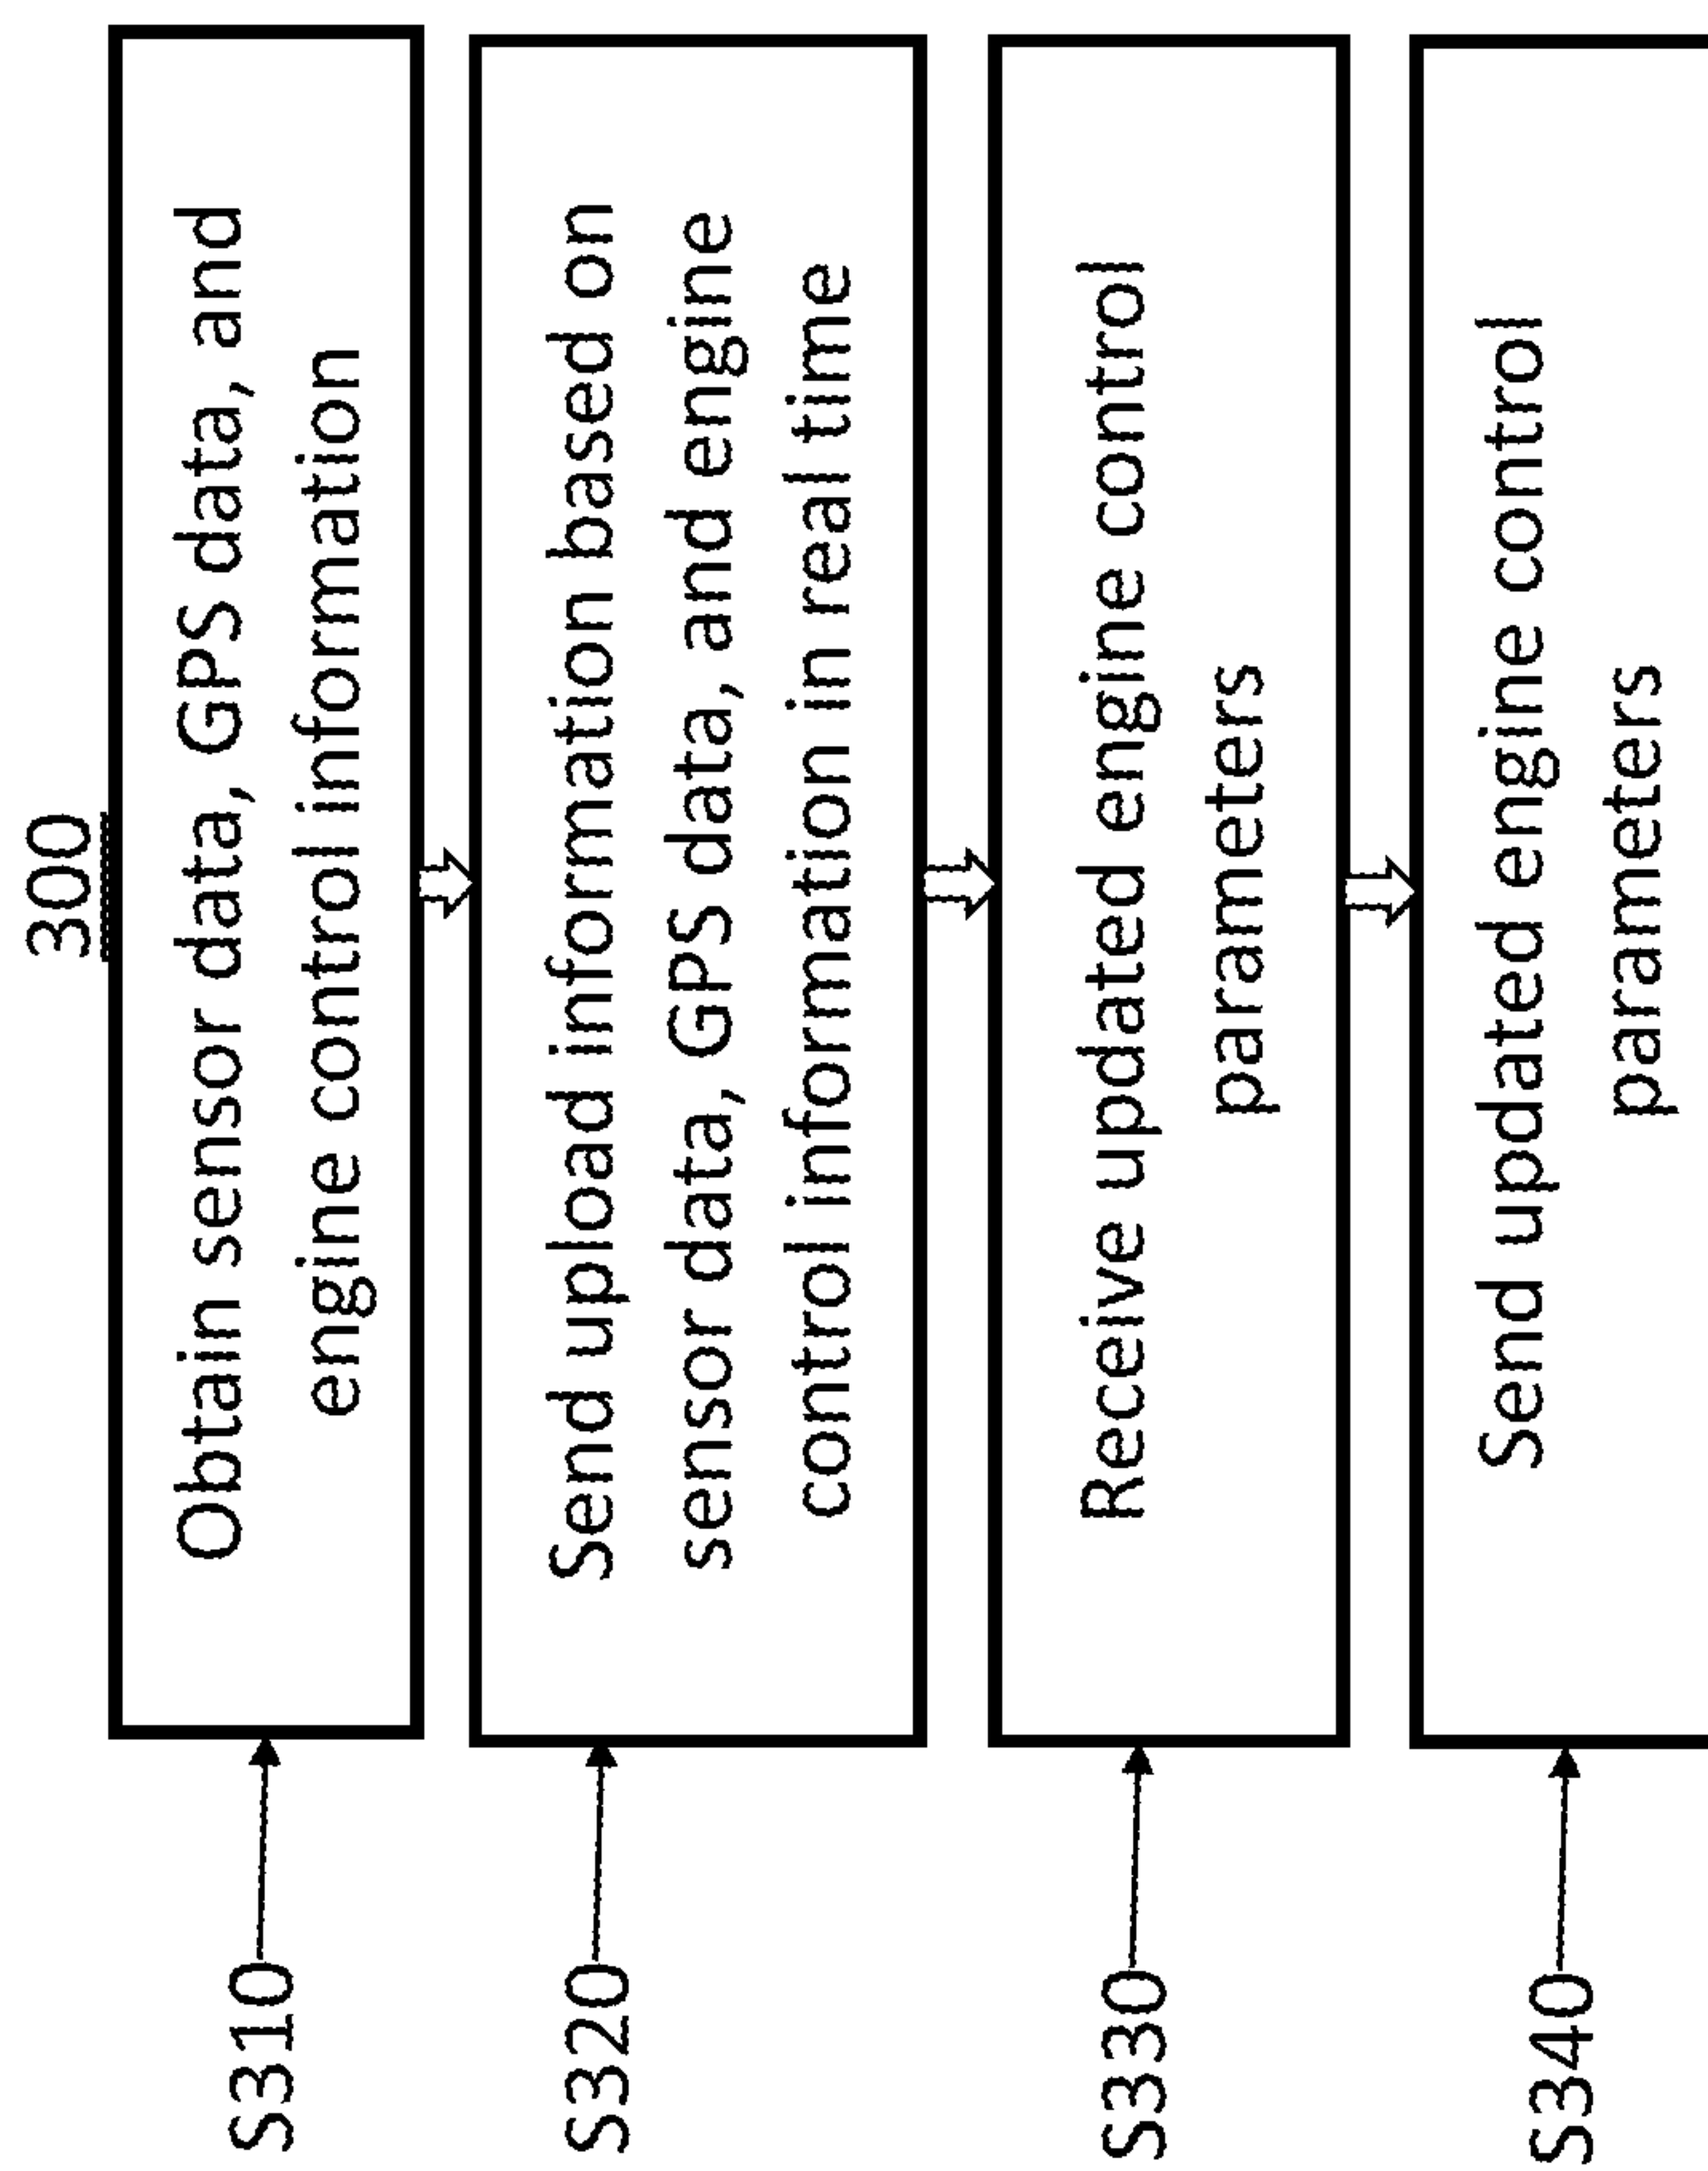 300
S310
Obtain sensor data, GPS data, and
engine control information
S320
Send upload information based on
sensor data, GPS data, and engine
control information in real time
S330
Receive updated engine control
parameters
S340
Send updated engine control
parameters